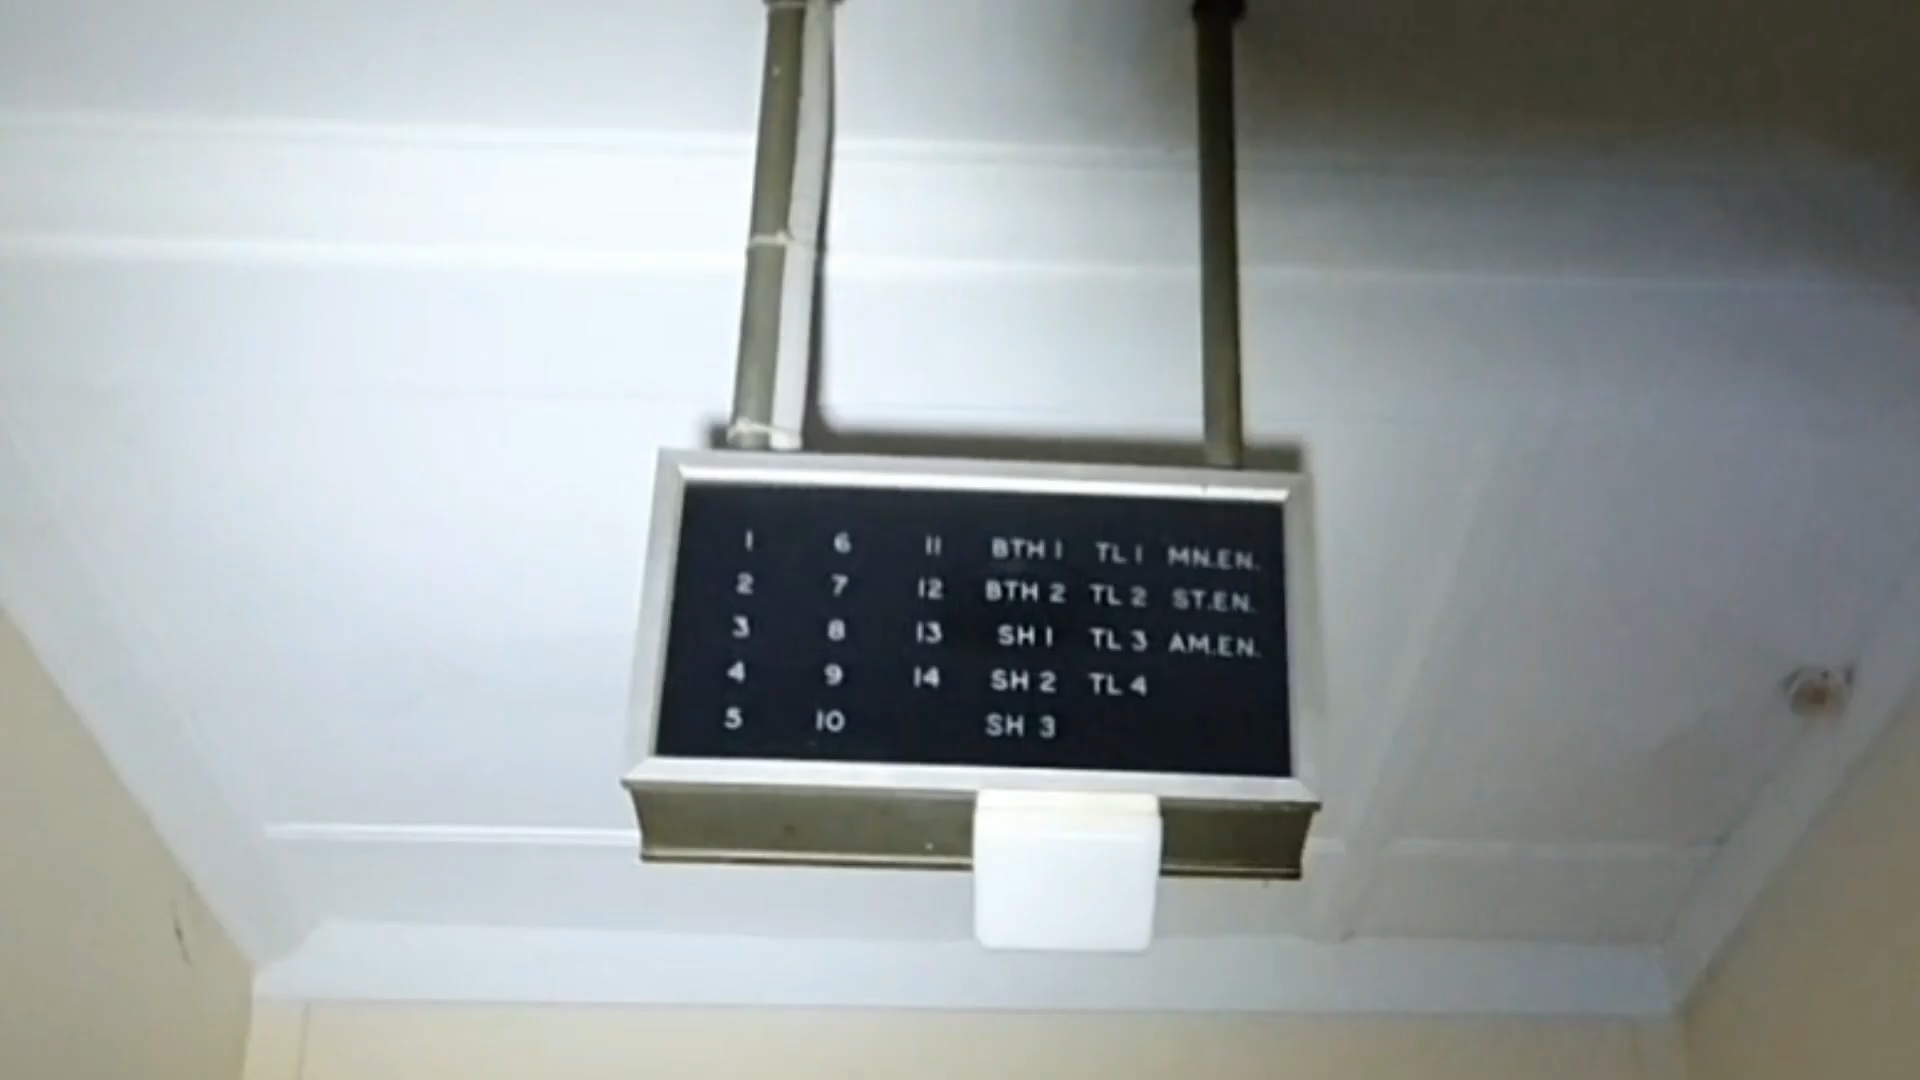 1 6 11 BTH 1 TL 1 MN.EN.
2 7 12 BTH 2 TL 2 ST.EN.
3 8 13 SH 1 TL 3 AM.EN.
4 9 14 SH 2 TL 4
5 10 SH 3